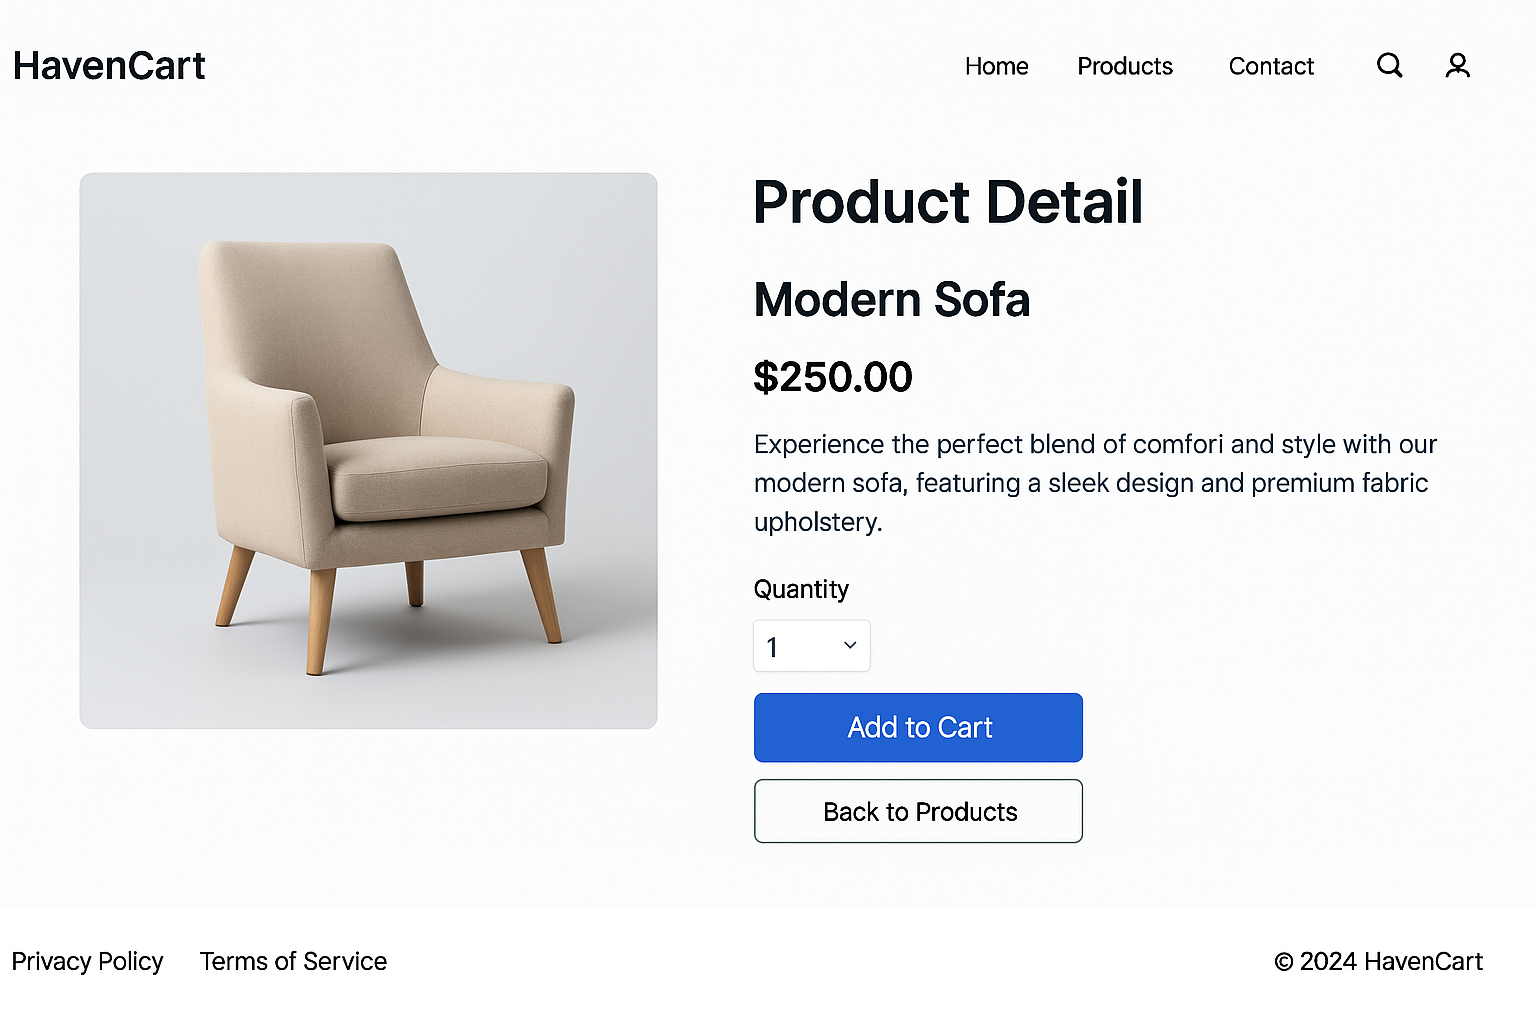 HavenCart
Home Products Contact
Product Detail
Modern Sofa
$250.00
Experience the perfect blend of comfori and style with our
modern sofa, featuring a sleek design and premium fabric
upholstery.
Quantity
1
Add to Cart
Back to Products
Privacy Policy Terms of Service © 2024 HavenCart